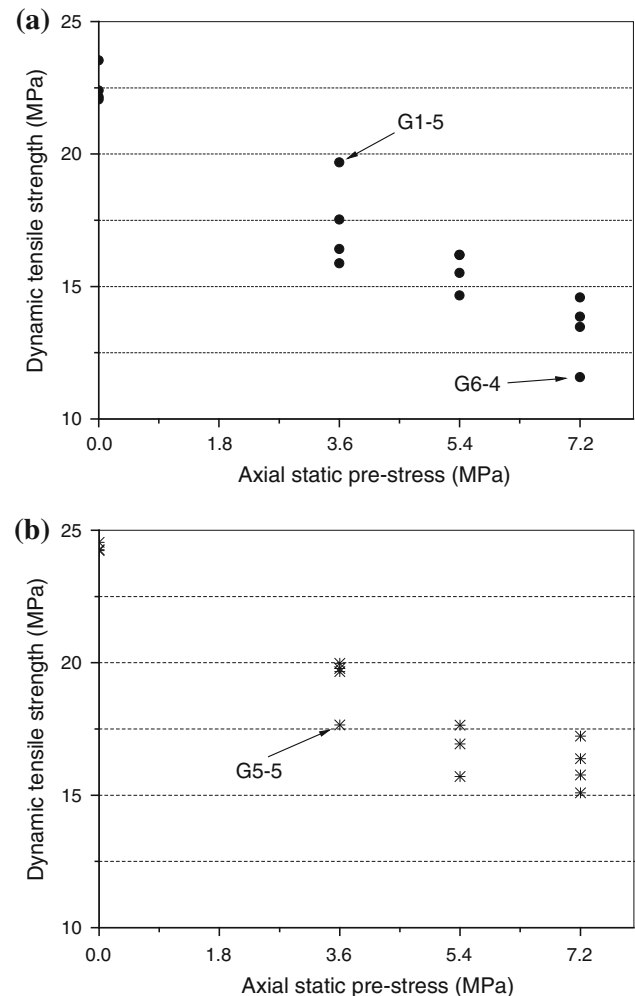 (a)
25
20
15
10
Dynamic tensile strength (MPa)
G1-5
G6-4
0.0 1.8 3.6 5.4 7.2
Axial static pre-stress (MPa)
(b)
25
20
15
10
Dynamic tensile strength (MPa)
G5-5
0.0 1.8 3.6 5.4 7.2
Axial static pre-stress (MPa)